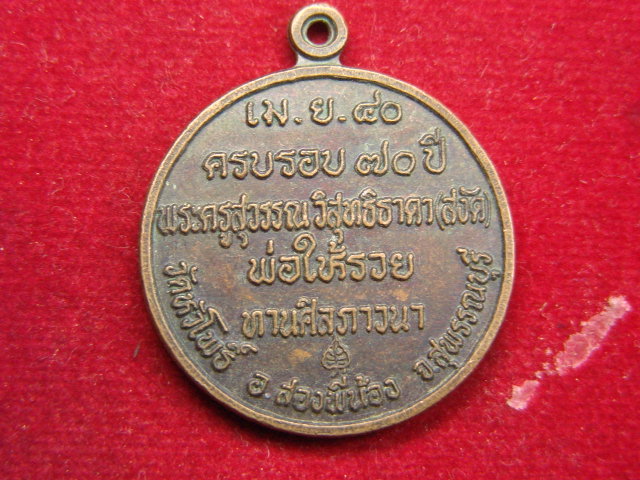 เม.ย.๔๐
ครบรอบ ๗๐ ปี
พระครูสุวรรณวิสุทธิธาดา (สงัด)
พ่อให้รวย
ทานศีลภาวนา
วัดหัวโพธิ์ อ.สองพี่น้อง จ.สุพรรณบุรี